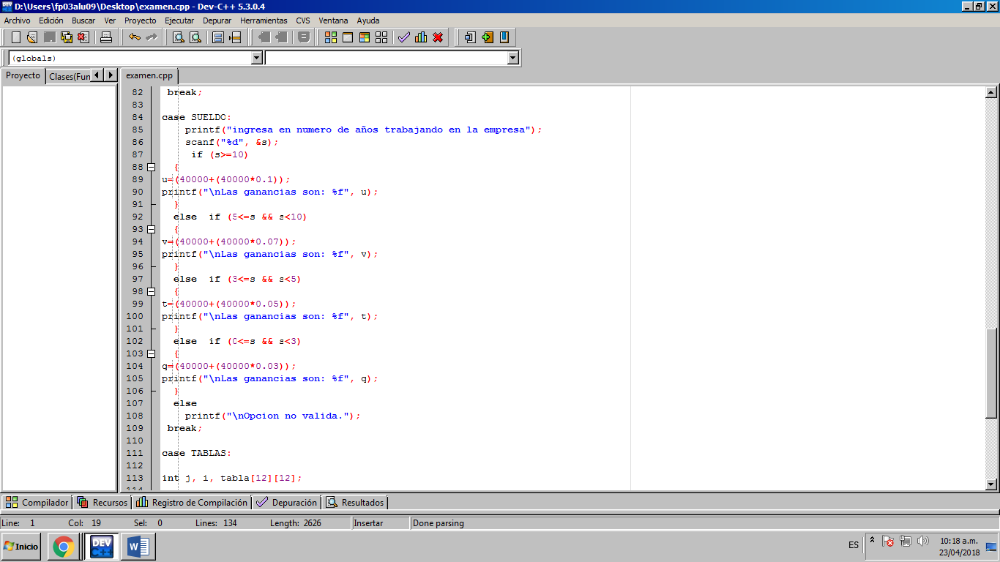 D:\Users\fp03alu09\Desktop\examen.cpp - Dev-C++ 5.3.0.4
Archivo Edición Buscar Ver Proyecto Ejecutar Depurar Herramientas CVS Ventana Ayuda
(globals)
Proyecto Clases(Fun examen.cpp
82 break;
83
84 case SUELDO:
85 printf("ingresa en numero de años trabajando en la empresa");
86 scanf("%d", &s);
87 if (s>=10)
88 {
89 u=(40000+(40000*0.1));
90 printf("\nLas ganancias son: %f", u);
91 }
92 else if (5<=s && s<10)
93 {
94 v=(40000+(40000*0.07));
95 printf("\nLas ganancias son: %f", v);
96 }
97 else if (3<=s && s<5)
98 {
99 t=(40000+(40000*0.05));
100 printf("\nLas ganancias son: %f", t);
101 }
102 else if (0<=s && s<3)
103 {
104 q=(40000+(40000*0.03));
105 printf("\nLas ganancias son: %f", q);
106 }
107 else
108 printf("\nOpcion no valida.");
109 break;
110
111 case TABLAS:
112
113 int j, i, tabla[12][12];
Compilador Recursos Registro de Compilación Depuración Resultados
Line: 1 Col: 19 Sel: 0 Lines: 134 Length: 2626 Insertar Done parsing
Inicio DEV C++ W ES 10:18 a.m.
23/04/2018